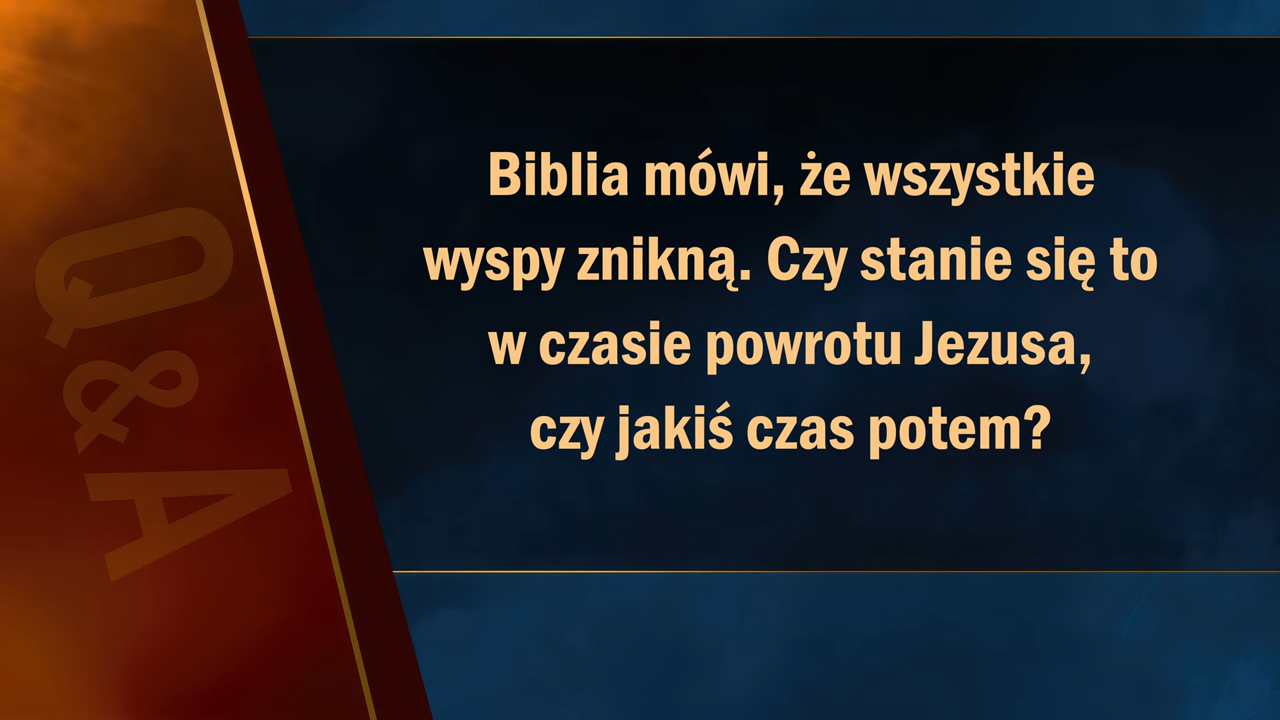 Q&A
Biblia mówi, że wszystkie
wyspy znikną. Czy stanie się to
w czasie powrotu Jezusa,
czy jakiś czas potem?